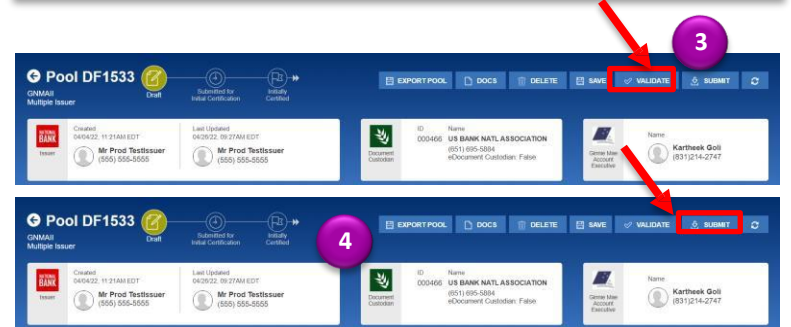 3
Pool DF1533
GNMAII
Multiple Issuer
Draft
Submitted for
Initial Certification
Initially
Certified
EXPORT POOL
DOCS
DELETE
SAVE
VALIDATE
SUBMIT
NATIONAL
BANK
Issuer
Created
04/04/22, 11:21AM EDT
Mr Prod TestIssuer
(555) 555-5555
Last Updated
04/26/22, 09:27AM EDT
Mr Prod TestIssuer
(555) 555-5555
Document
Custodian
ID
000466
Name
US BANK NATL ASSOCIATION
(651) 695-5884
eDocument Custodian: False
Ginnie Mae
Account
Executive
Name
Kartheek Goli
(831)214-2747
4
Pool DF1533
GNMAII
Multiple Issuer
Draft
Submitted for
Initial Certification
Initially
Certified
EXPORT POOL
DOCS
DELETE
SAVE
VALIDATE
SUBMIT
NATIONAL
BANK
Issuer
Created
04/04/22, 11:21AM EDT
Mr Prod TestIssuer
(555) 555-5555
Last Updated
04/26/22, 09:27AM EDT
Mr Prod TestIssuer
(555) 555-5555
Document
Custodian
ID
000466
Name
US BANK NATL ASSOCIATION
(651) 695-5884
eDocument Custodian: False
Ginnie Mae
Account
Executive
Name
Kartheek Goli
(831)214-2747